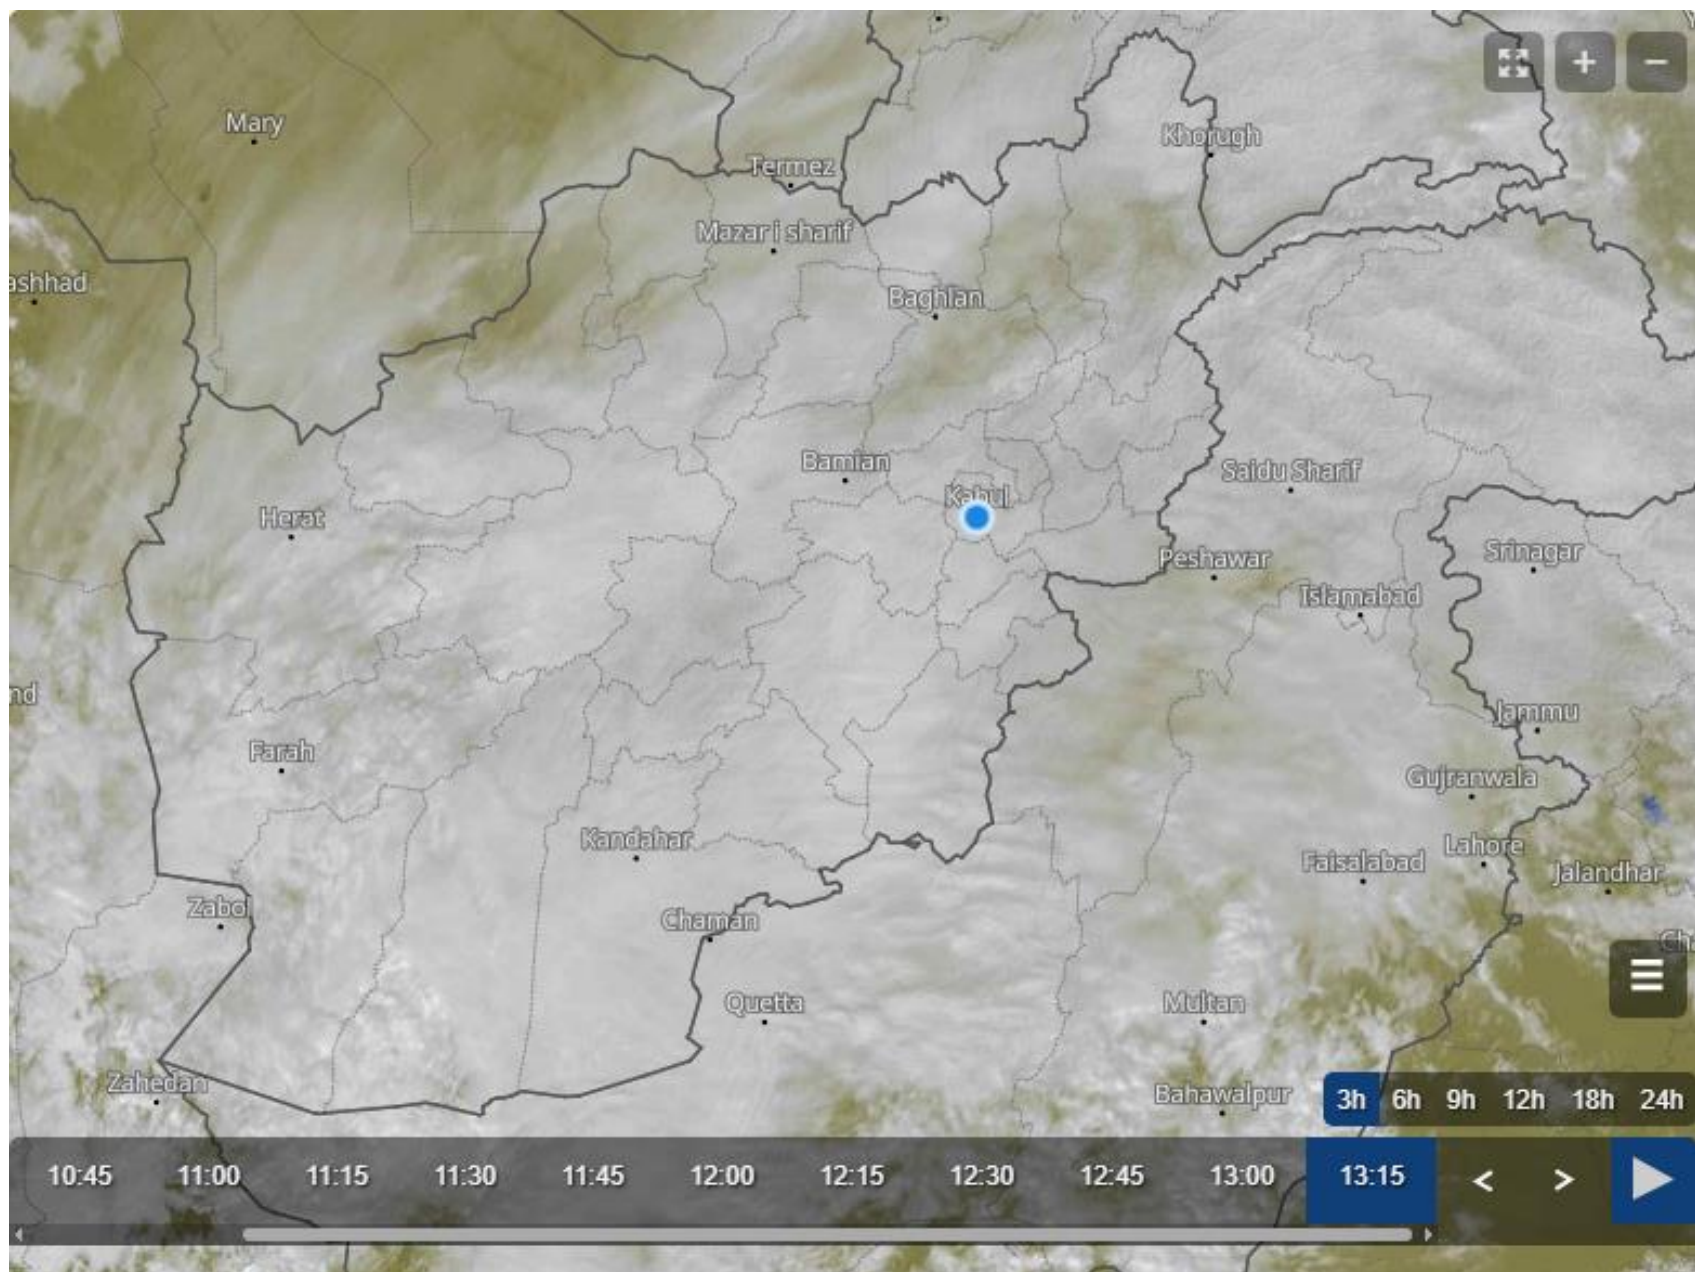 Mary
Khorugh
Termez
Mazar i sharif
ashhad
Baghlan
Bamian
Saidu Sharif
Kabul
Herat
Srinagar
Peshawar
Islamabad
nd
Jammu
Farah
Gujranwala
Kandahar
Lahore
Faisalabad
Jalandhar
Zabol
Chaman
Ch
Quetta
Multan
Zahedan
Bahawalpur
3h 6h 9h 12h 18h 24h
10:45 11:00 11:15 11:30 11:45 12:00 12:15 12:30 12:45 13:00 13:15 < >